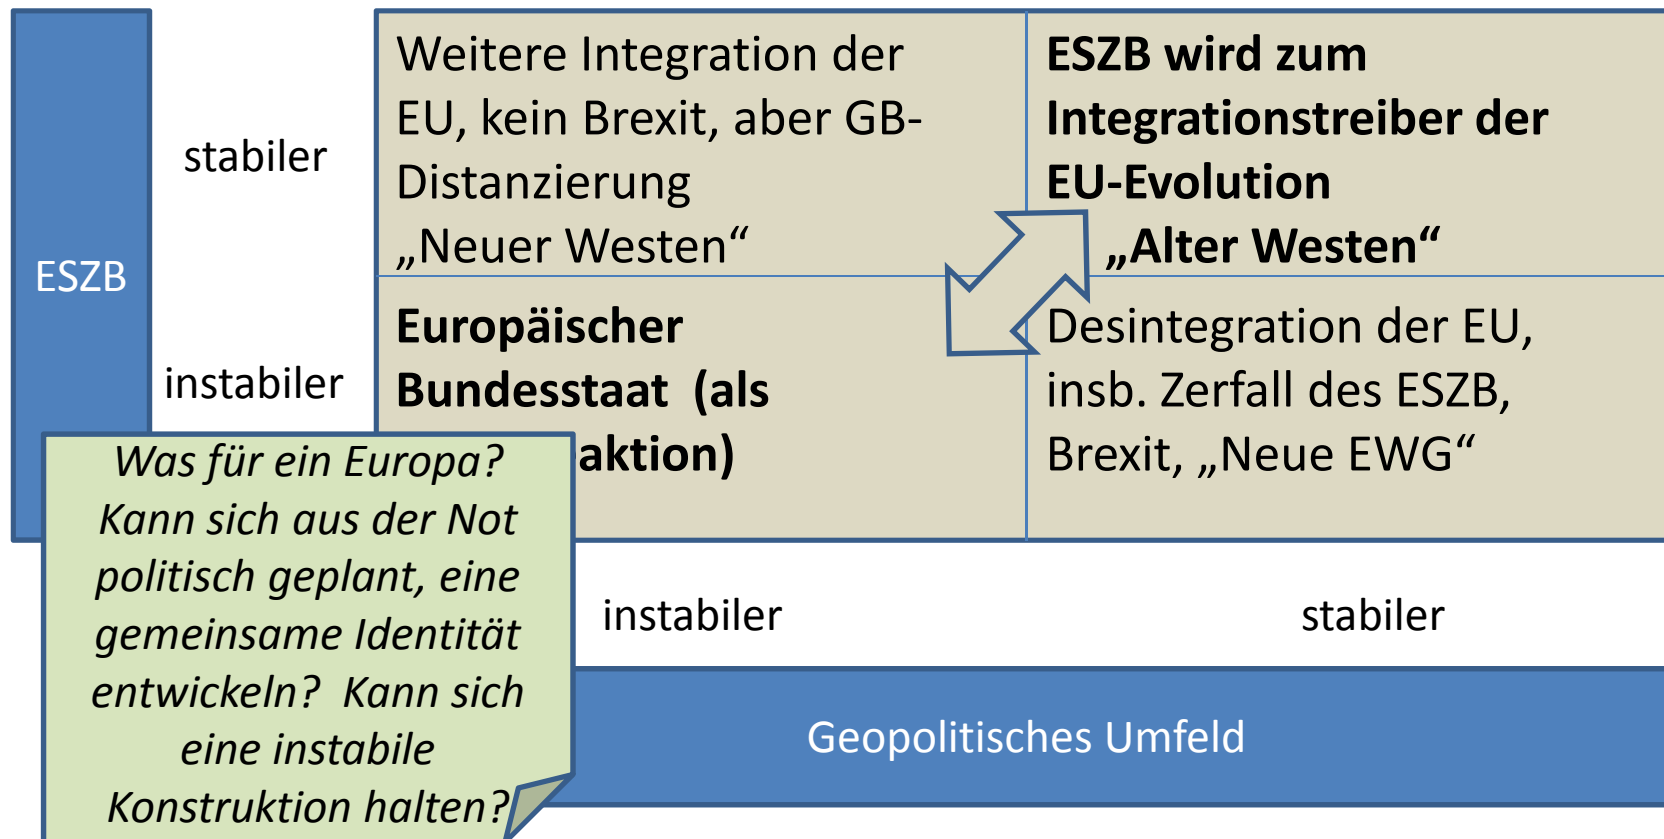 ESZB
stabiler
instabiler
Weitere Integration der
EU, kein Brexit, aber GB-
Distanzierung
„Neuer Westen“
ESZB wird zum
Integrationstreiber der
EU-Evolution
„Alter Westen“
Europäischer
Bundesstaat (als
aktion)
Desintegration der EU,
insb. Zerfall des ESZB,
Brexit, „Neue EWG“
Was für ein Europa?
Kann sich aus der Not
politisch geplant, eine
gemeinsame Identität
entwickeln? Kann sich
eine instabile
Konstruktion halten?
instabiler
stabiler
Geopolitisches Umfeld